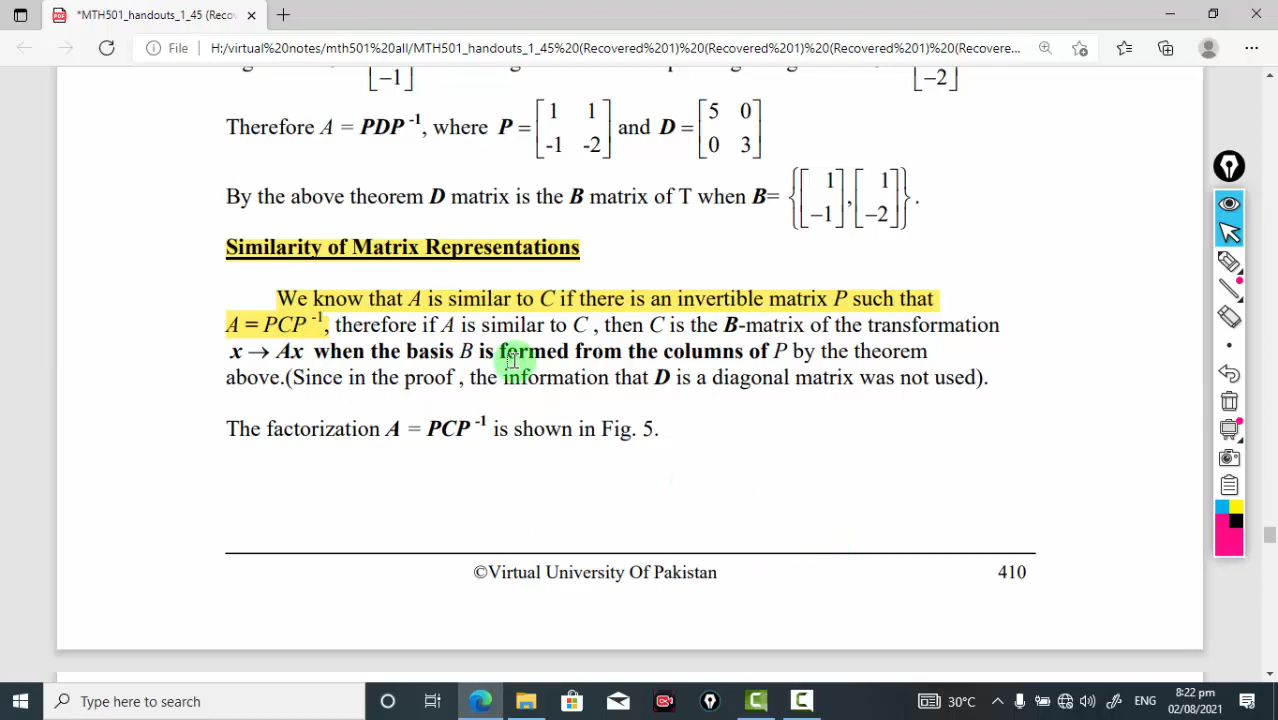 *MTH501_handouts_1_45 (Reco
File H:/virtual%20notes/mth501%20all/MTH501_handouts_1_45%20(Recovered%201)%20(Recovered%201)%20(Recovered%201)%20(Recovere...
[−1] [−2]
Therefore A = PDP -1, where P = [1 1 -1 -2] and D = [5 0 0 3]
By the above theorem D matrix is the B matrix of T when B= {[1 −1], [1 −2]}.
Similarity of Matrix Representations
We know that A is similar to C if there is an invertible matrix P such that
A = PCP -1, therefore if A is similar to C , then C is the B-matrix of the transformation
x → Ax when the basis B is formed from the columns of P by the theorem
above.(Since in the proof , the information that D is a diagonal matrix was not used).
The factorization A = PCP -1 is shown in Fig. 5.
©Virtual University Of Pakistan 410
Type here to search 30°C ENG 8:22 pm
02/08/2021